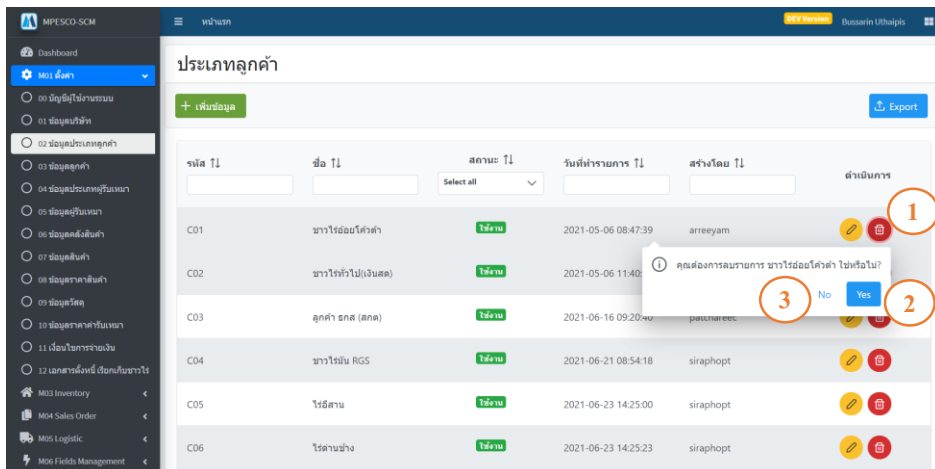 MPESCO-SCM
หน้าแรก
DEV Version
Bussarin Uthaipis
Dashboard
M01 ตั้งค่า
00 บัญชีผู้ใช้งานระบบ
01 ข้อมูลบริษัท
02 ข้อมูลประเภทลูกค้า
03 ข้อมูลลูกค้า
04 ข้อมูลประเภทผู้รับเหมา
05 ข้อมูลผู้รับเหมา
06 ข้อมูลคลังสินค้า
07 ข้อมูลสินค้า
08 ข้อมูลราคาสินค้า
09 ข้อมูลวัสดุ
10 ข้อมูลราคาค่ารับเหมา
11 เงื่อนไขการจ่ายเงิน
12 เอกสารตั้งหนี้ เรียกเก็บชาวไร่
M03 Inventory
M04 Sales Order
M05 Logistic
M06 Fields Management
ประเภทลูกค้า
+ เพิ่มข้อมูล
Export
รหัส ชื่อ สถานะ วันที่ทำรายการ สร้างโดย ดำเนินการ
Select all
C01 ชาวไร่อ้อยโควตา ใช้งาน 2021-05-06 08:47:39 arreeyam
1
C02 ชาวไร่ทั่วไป(เงินสด) ใช้งาน 2021-05-06 11:40:
คุณต้องการลบรายการ ชาวไร่อ้อยโควตา ใช่หรือไม่?
3 No Yes 2
C03 ลูกค้า ธกส (สกต) ใช้งาน 2021-06-16 09:20:40 patchareec
C04 ชาวไร่มัน RGS ใช้งาน 2021-06-21 08:54:18 siraphopt
C05 ไร่อีสาน ใช้งาน 2021-06-23 14:25:00 siraphopt
C06 ไร่ด่านช้าง ใช้งาน 2021-06-23 14:25:23 siraphopt